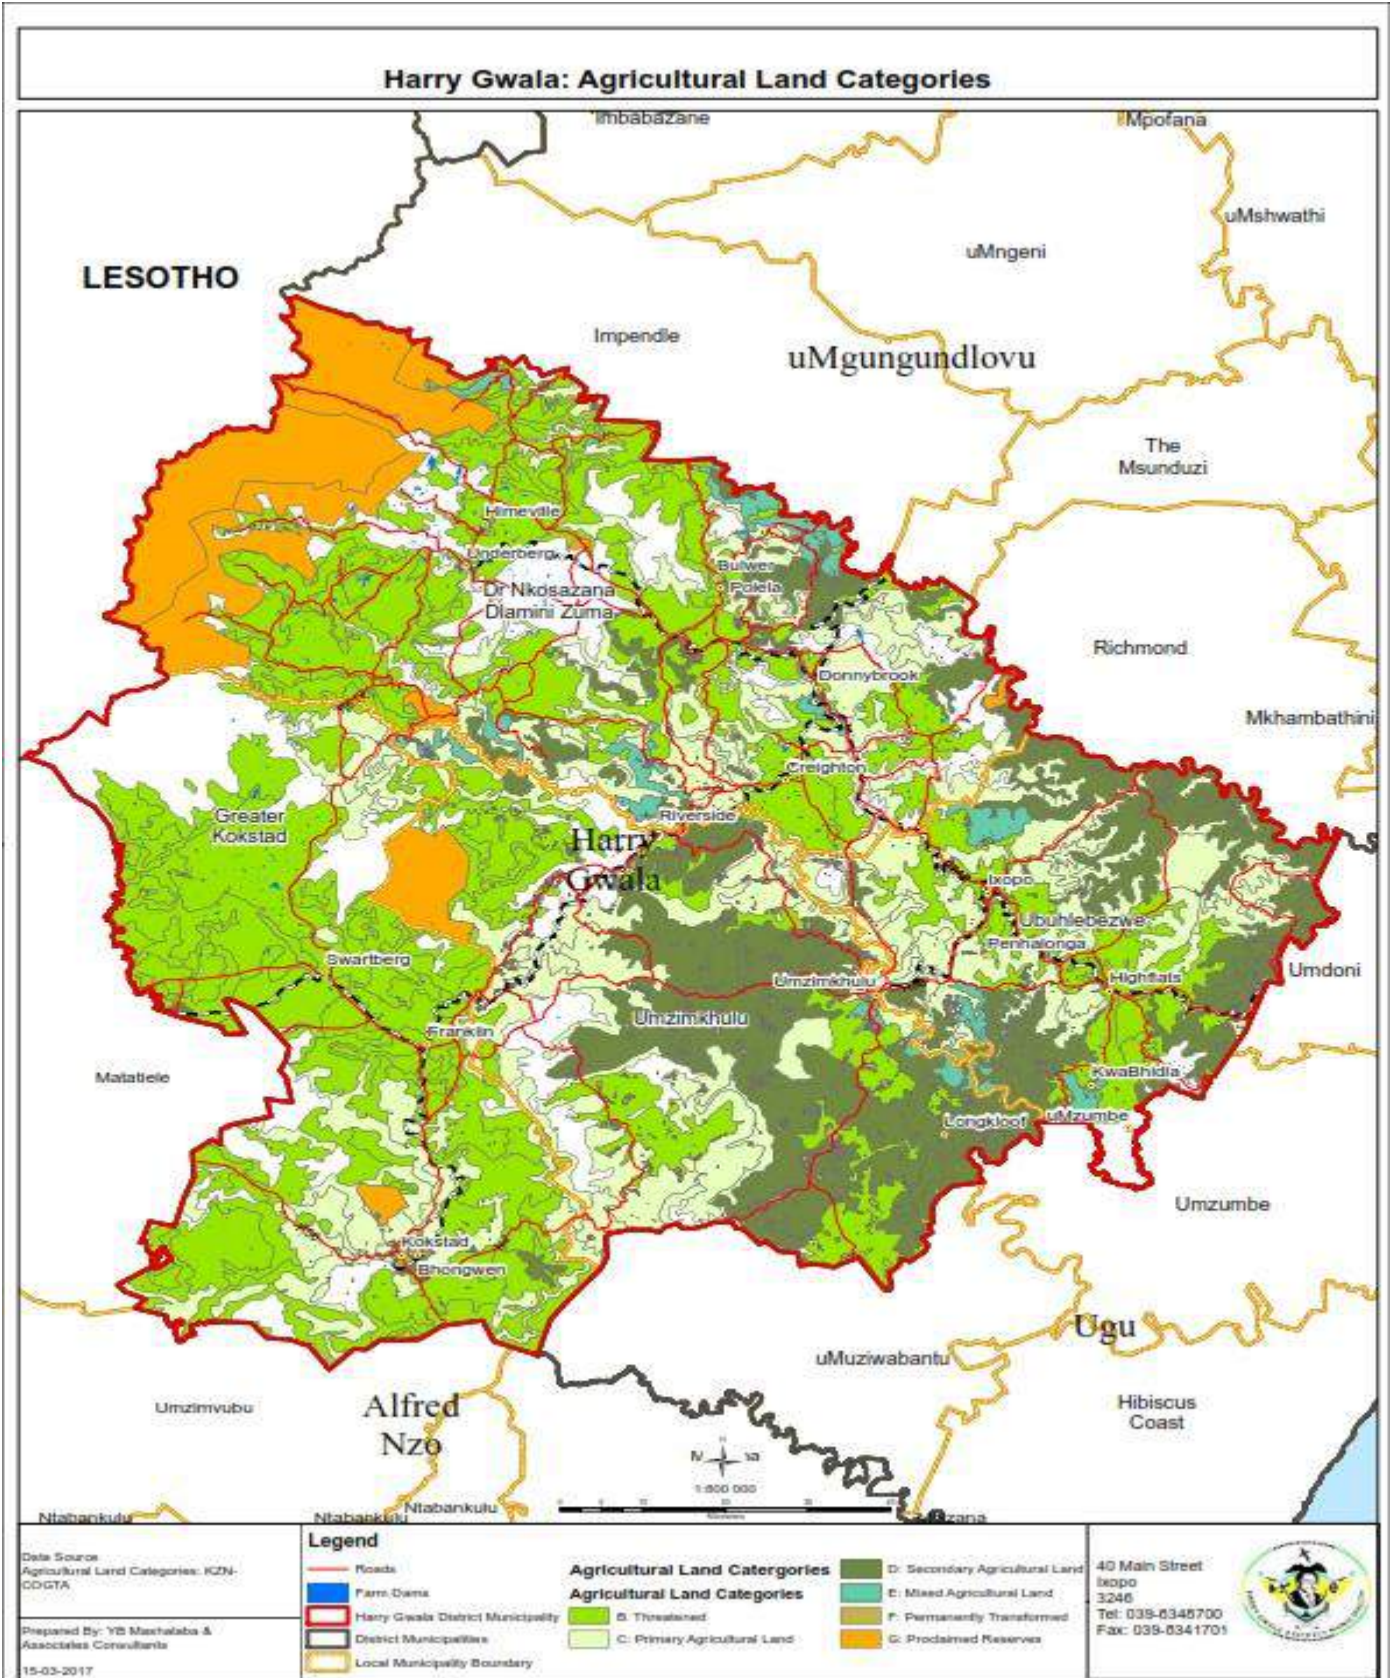 Harry Gwala: Agricultural Land Categories
Imbabazane
Mpofana
uMshwathi
uMngeni
LESOTHO
Impendle
uMgungundlovu
The
Msunduzi
Himeville
Underberg
Bulwer
Polela
Dr Nkosazana
Dlamini Zuma
Richmond
Donnybrook
Mkhambathini
Creighton
Greater
Kokstad
Riverside
Harry
Gwala
Ixopo
Ubuhlebezwe
Penhalonga
Swartberg
Umzimkhulu
Highflats
Umdoni
Umzimkhulu
Franklin
Matatiele
KwaBhidla
Longkloof
uMzumbe
Umzumbe
Kokstad
Bhongwen
Ugu
uMuziwabantu
Umzimvubu
Alfred
Nzo
Hibiscus
Coast
1:600 000
Ntabankulu
Ntabankulu
Ntabankulu
Data Source
Agricultural Land Categories: KZN-
COGTA
Prepared By: YB Mashalaba &
Associates Consultants
15-03-2017
Legend
Roads
Farm Dams
Harry Gwala District Municipality
District Municipalities
Local Municipality Boundary
Agricultural Land Catergories
Agricultural Land Categories
B: Threatened
C: Primary Agricultural Land
D: Secondary Agricultural Land
E: Mixed Agricultural Land
F: Permanently Transformed
G: Proclaimed Reserves
40 Main Street
Ixopo
3246
Tel: 039-8348700
Fax: 039-8341701